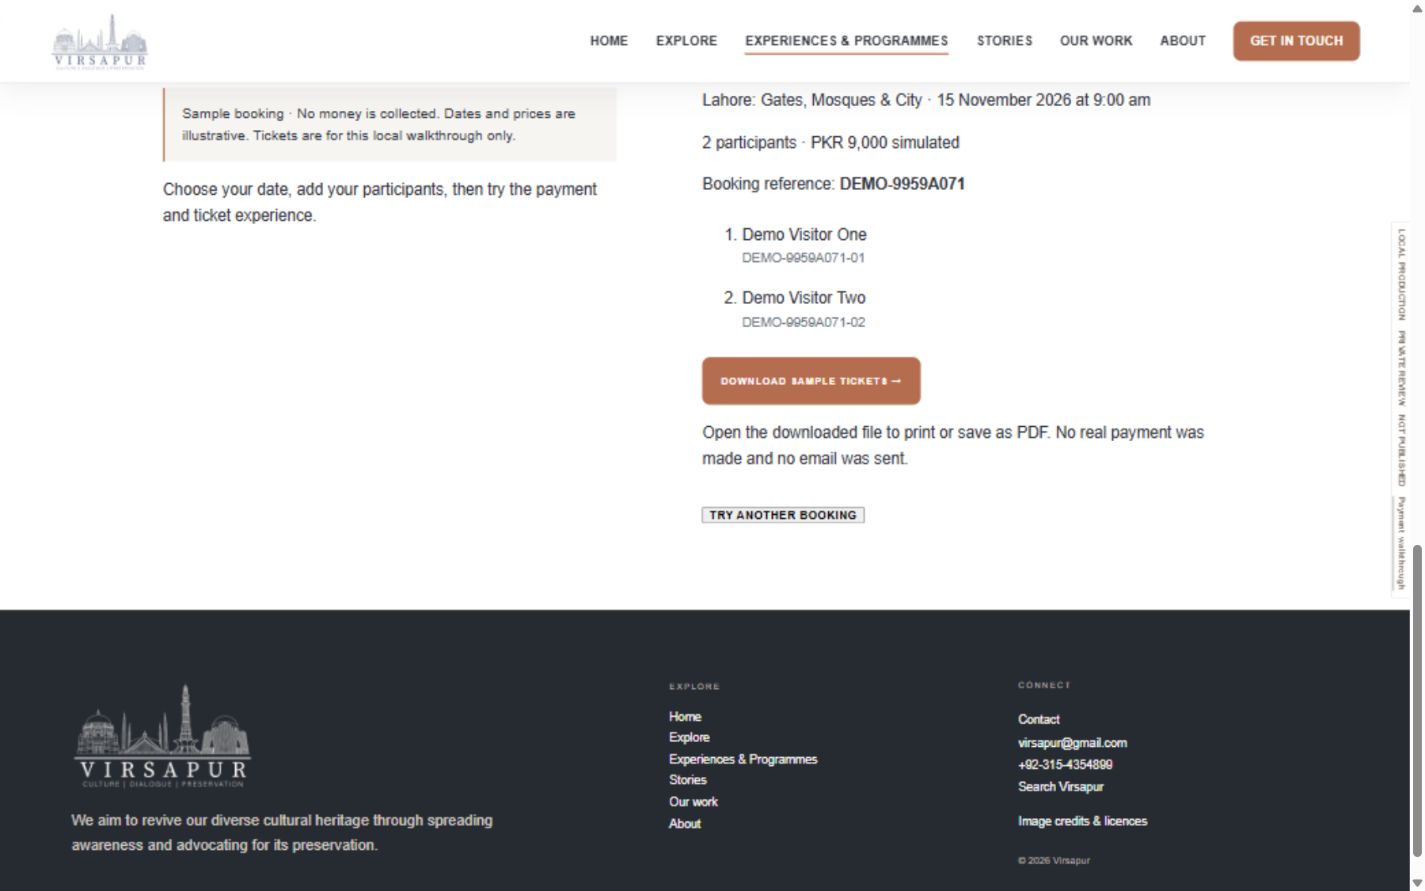 VIRSAPUR
CULTURE | DIALOGUE | PRESERVATION
HOME
EXPLORE
EXPERIENCES & PROGRAMMES
STORIES
OUR WORK
ABOUT
GET IN TOUCH
Sample booking · No money is collected. Dates and prices are
illustrative. Tickets are for this local walkthrough only.
Choose your date, add your participants, then try the payment
and ticket experience.
Lahore: Gates, Mosques & City · 15 November 2026 at 9:00 am
2 participants · PKR 9,000 simulated
Booking reference: DEMO-9959A071
1. Demo Visitor One
DEMO-9959A071-01
2. Demo Visitor Two
DEMO-9959A071-02
DOWNLOAD SAMPLE TICKETS →
Open the downloaded file to print or save as PDF. No real payment was
made and no email was sent.
TRY ANOTHER BOOKING
LOCAL PRODUCTION PRIVATE REVIEW NOT PUBLISHED Payment walkthrough
VIRSAPUR
CULTURE | DIALOGUE | PRESERVATION
We aim to revive our diverse cultural heritage through spreading
awareness and advocating for its preservation.
EXPLORE
Home
Explore
Experiences & Programmes
Stories
Our work
About
CONNECT
Contact
virsapur@gmail.com
+92-315-4354899
Search Virsapur
Image credits & licences
© 2026 Virsapur